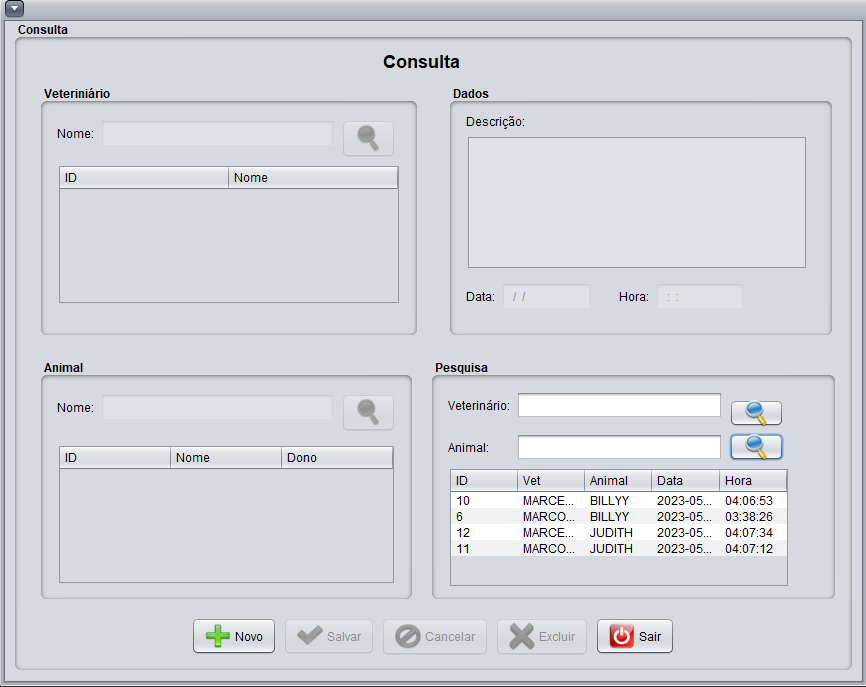 Consulta
Consulta
Veteriniário
Nome:
ID Nome
Dados
Descrição:
Data: / / Hora: : :
Animal
Nome:
ID Nome Dono
Pesquisa
Veterinário:
Animal:
ID Vet Animal Data Hora
10 MARCE... BILLYY 2023-05... 04:06:53
6 MARCO... BILLYY 2023-05... 03:38:26
12 MARCE... JUDITH 2023-05... 04:07:34
11 MARCO... JUDITH 2023-05... 04:07:12
Novo Salvar Cancelar Excluir Sair